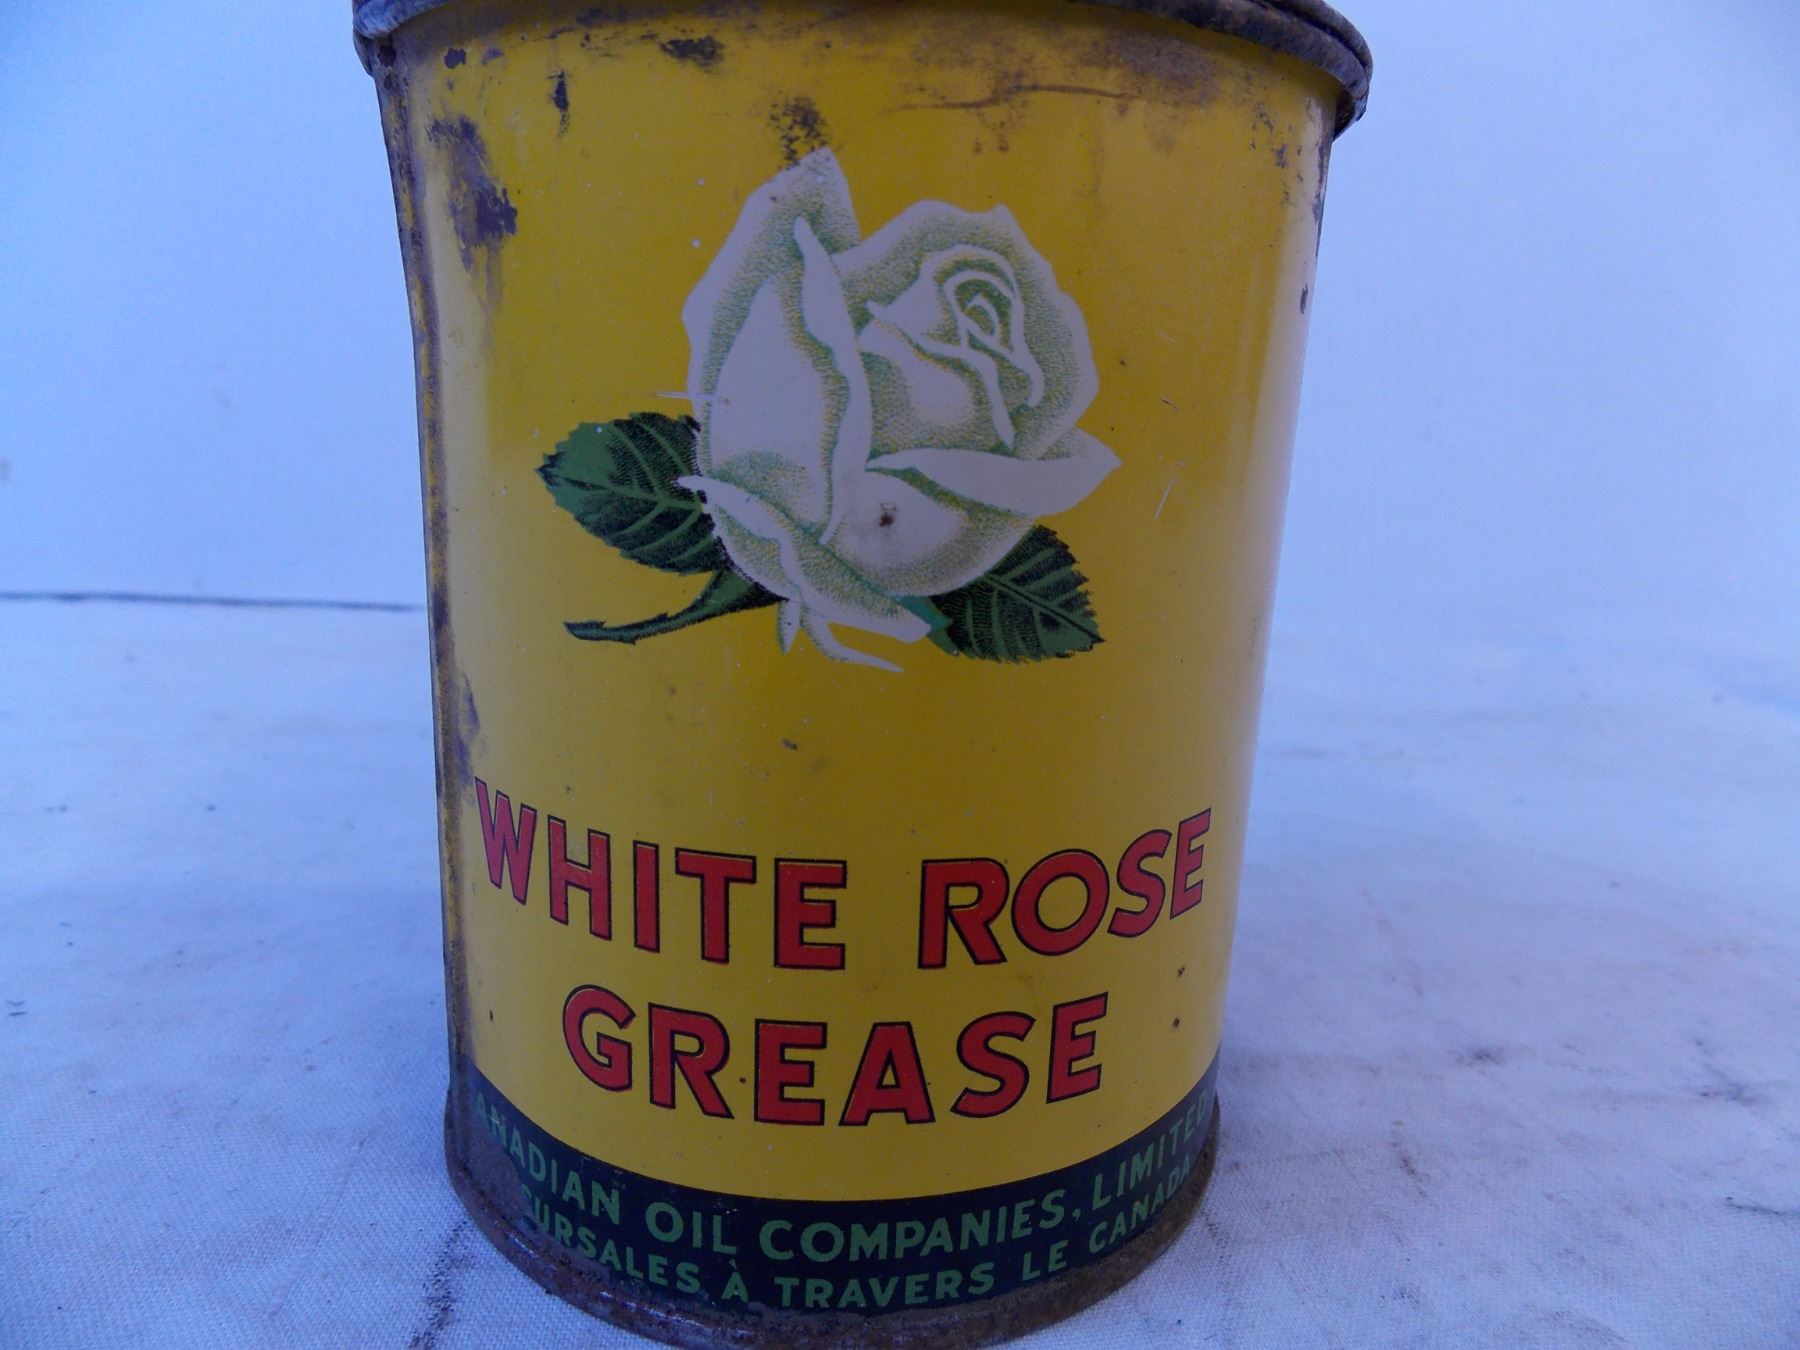 WHITE ROSE
GREASE
ANADIAN OIL COMPANIES, LIMITED
URSALES À TRAVERS LE CANADA